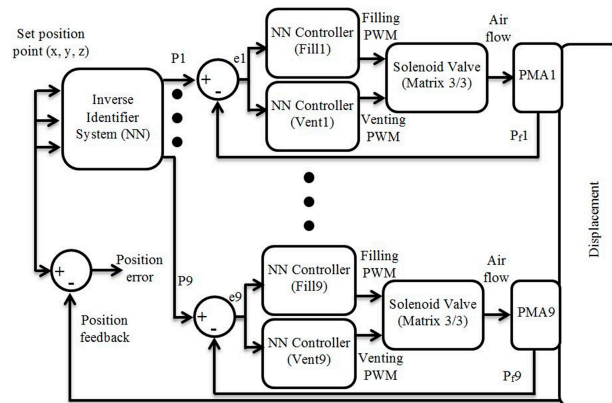 Set position
point (x, y, z)
Inverse
Identifier
System (NN)
P1
+
-
e1
NN Controller
(Fill1)
NN Controller
(Vent1)
Filling
PWM
Venting
PWM
Solenoid Valve
(Matrix 3/3)
Air
flow
PMA1
Pf1
Displacement
+
-
Position
error
Position
feedback
P9
+
-
e9
NN Controller
(Fill9)
NN Controller
(Vent9)
Filling
PWM
Venting
PWM
Solenoid Valve
(Matrix 3/3)
Air
flow
PMA9
Pf9